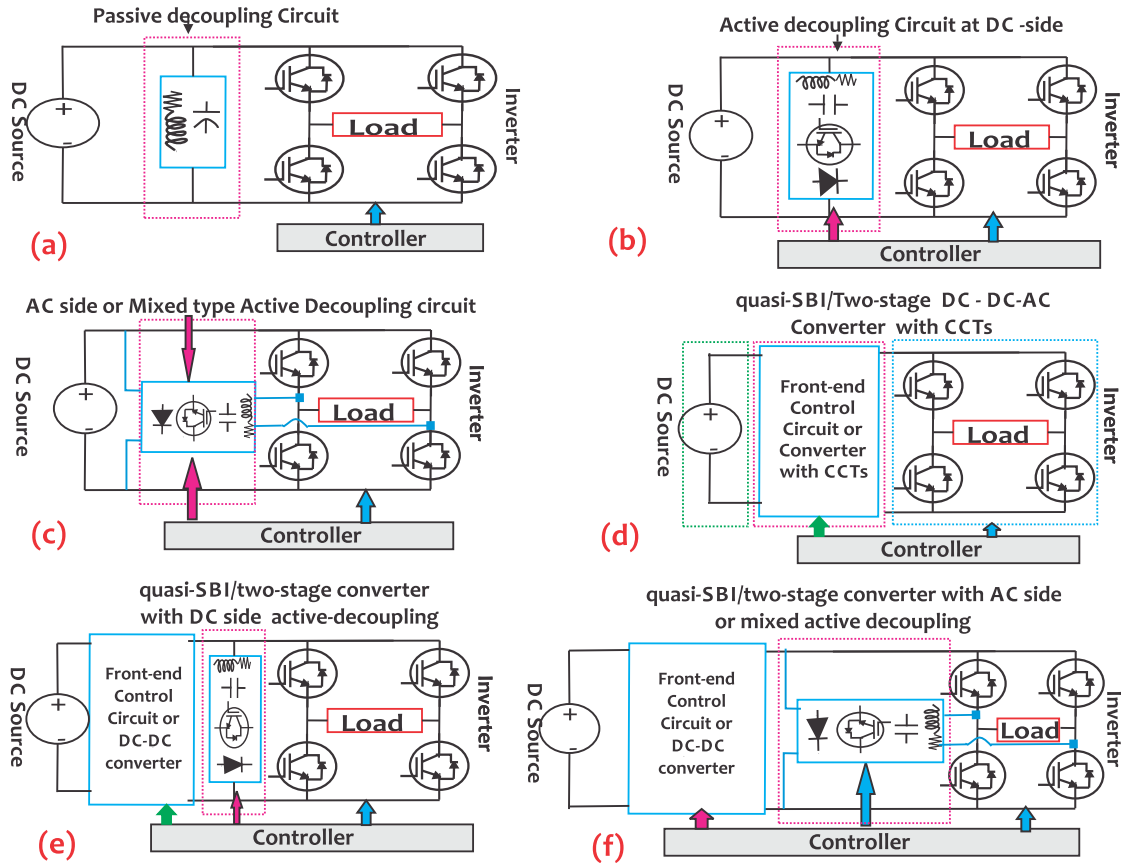 Passive decoupling Circuit
DC Source
+
-
Load
Inverter
Controller
(a)
Active decoupling Circuit at DC -side
DC Source
+
-
Load
Inverter
Controller
(b)
AC side or Mixed type Active Decoupling circuit
DC Source
+
-
Load
Inverter
Controller
(c)
quasi-SBI/Two-stage DC - DC-AC
Converter with CCTs
DC Source
+
-
Front-end
Control
Circuit or
Converter
with CCTs
Load
Inverter
Controller
(d)
quasi-SBI/two-stage converter
with DC side active-decoupling
DC Source
+
-
Front-end
Control
Circuit or
DC-DC
converter
Load
Inverter
Controller
(e)
quasi-SBI/two-stage converter with AC side
or mixed active decoupling
DC Source
+
-
Front-end
Control
Circuit or
DC-DC
converter
Load
Inverter
Controller
(f)